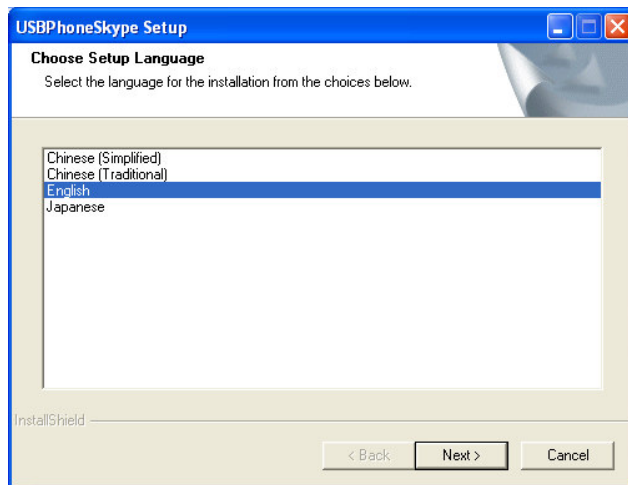 USBPhoneSkype Setup
Choose Setup Language
Select the language for the installation from the choices below.
Chinese (Simplified)
Chinese (Traditional)
English
Japanese
InstallShield
< Back
Next >
Cancel